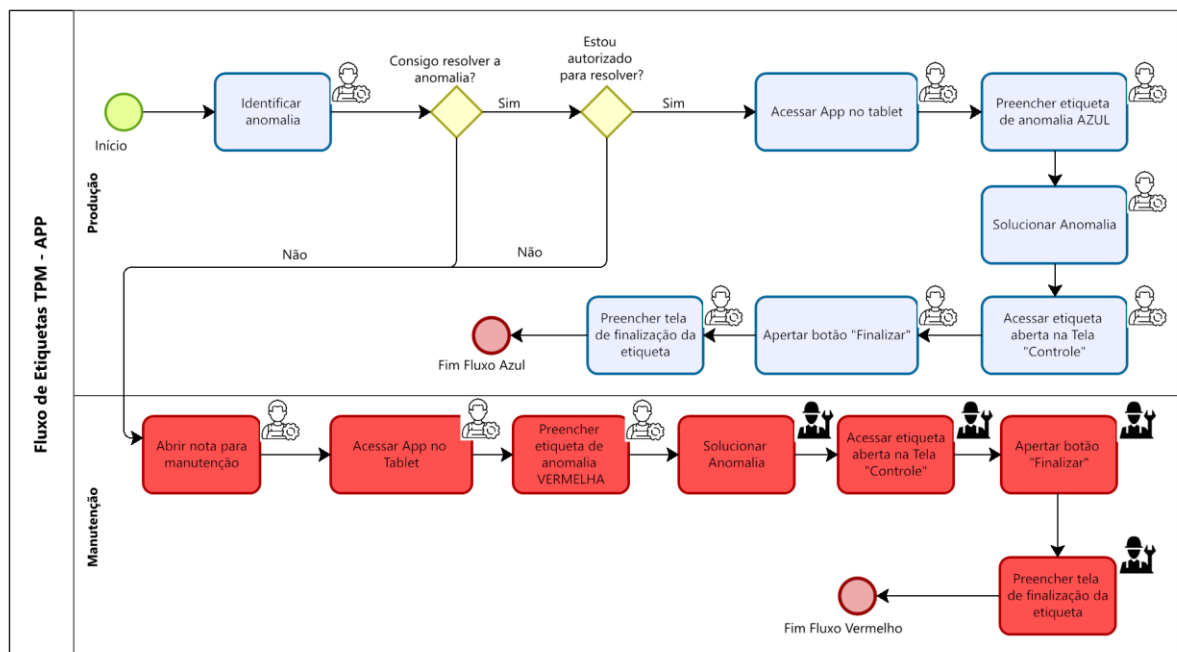 Fluxo de Etiquetas TPM - APP
Produção
Início
Identificar
anomalia
Consigo resolver a
anomalia?
Sim
Estou
autorizado
para resolver?
Sim
Acessar App no tablet
Preencher etiqueta
de anomalia AZUL
Solucionar Anomalia
Não
Não
Acessar etiqueta
aberta na Tela
"Controle"
Apertar botão "Finalizar"
Preencher tela
de finalização da
etiqueta
Fim Fluxo Azul
Manutenção
Abrir nota para
manutenção
Acessar App no
Tablet
Preencher
etiqueta de
anomalia
VERMELHA
Solucionar
Anomalia
Acessar etiqueta
aberta na Tela
"Controle"
Apertar botão
"Finalizar"
Preencher tela
de finalização da
etiqueta
Fim Fluxo Vermelho